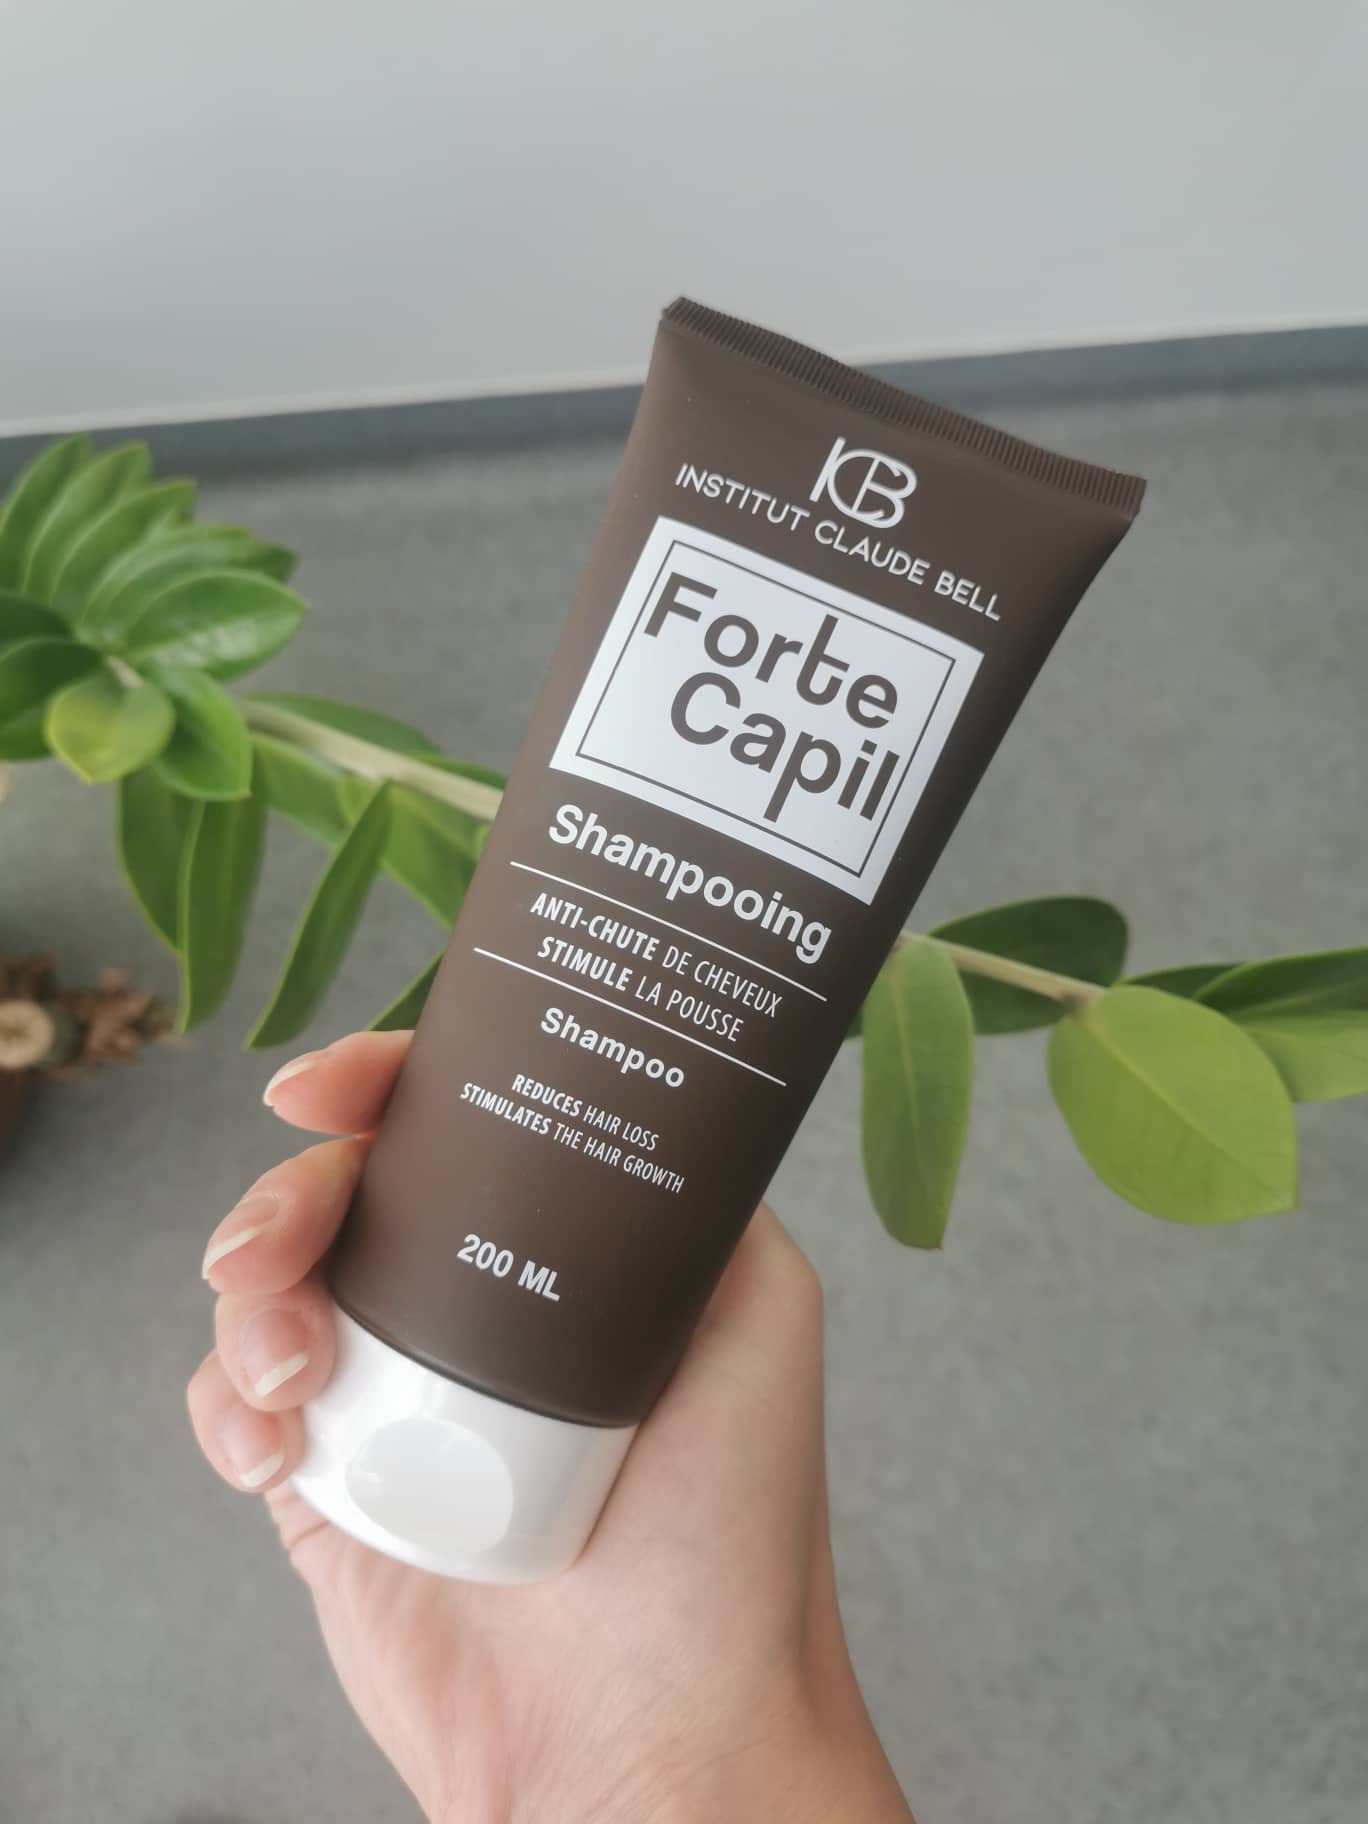 ICB
INSTITUT CLAUDE BELL
Forte
Capil
Shampooing
ANTI-CHUTE DE CHEVEUX
STIMULE LA POUSSE
Shampoo
REDUCES HAIR LOSS
STIMULATES THE HAIR GROWTH
200 ML